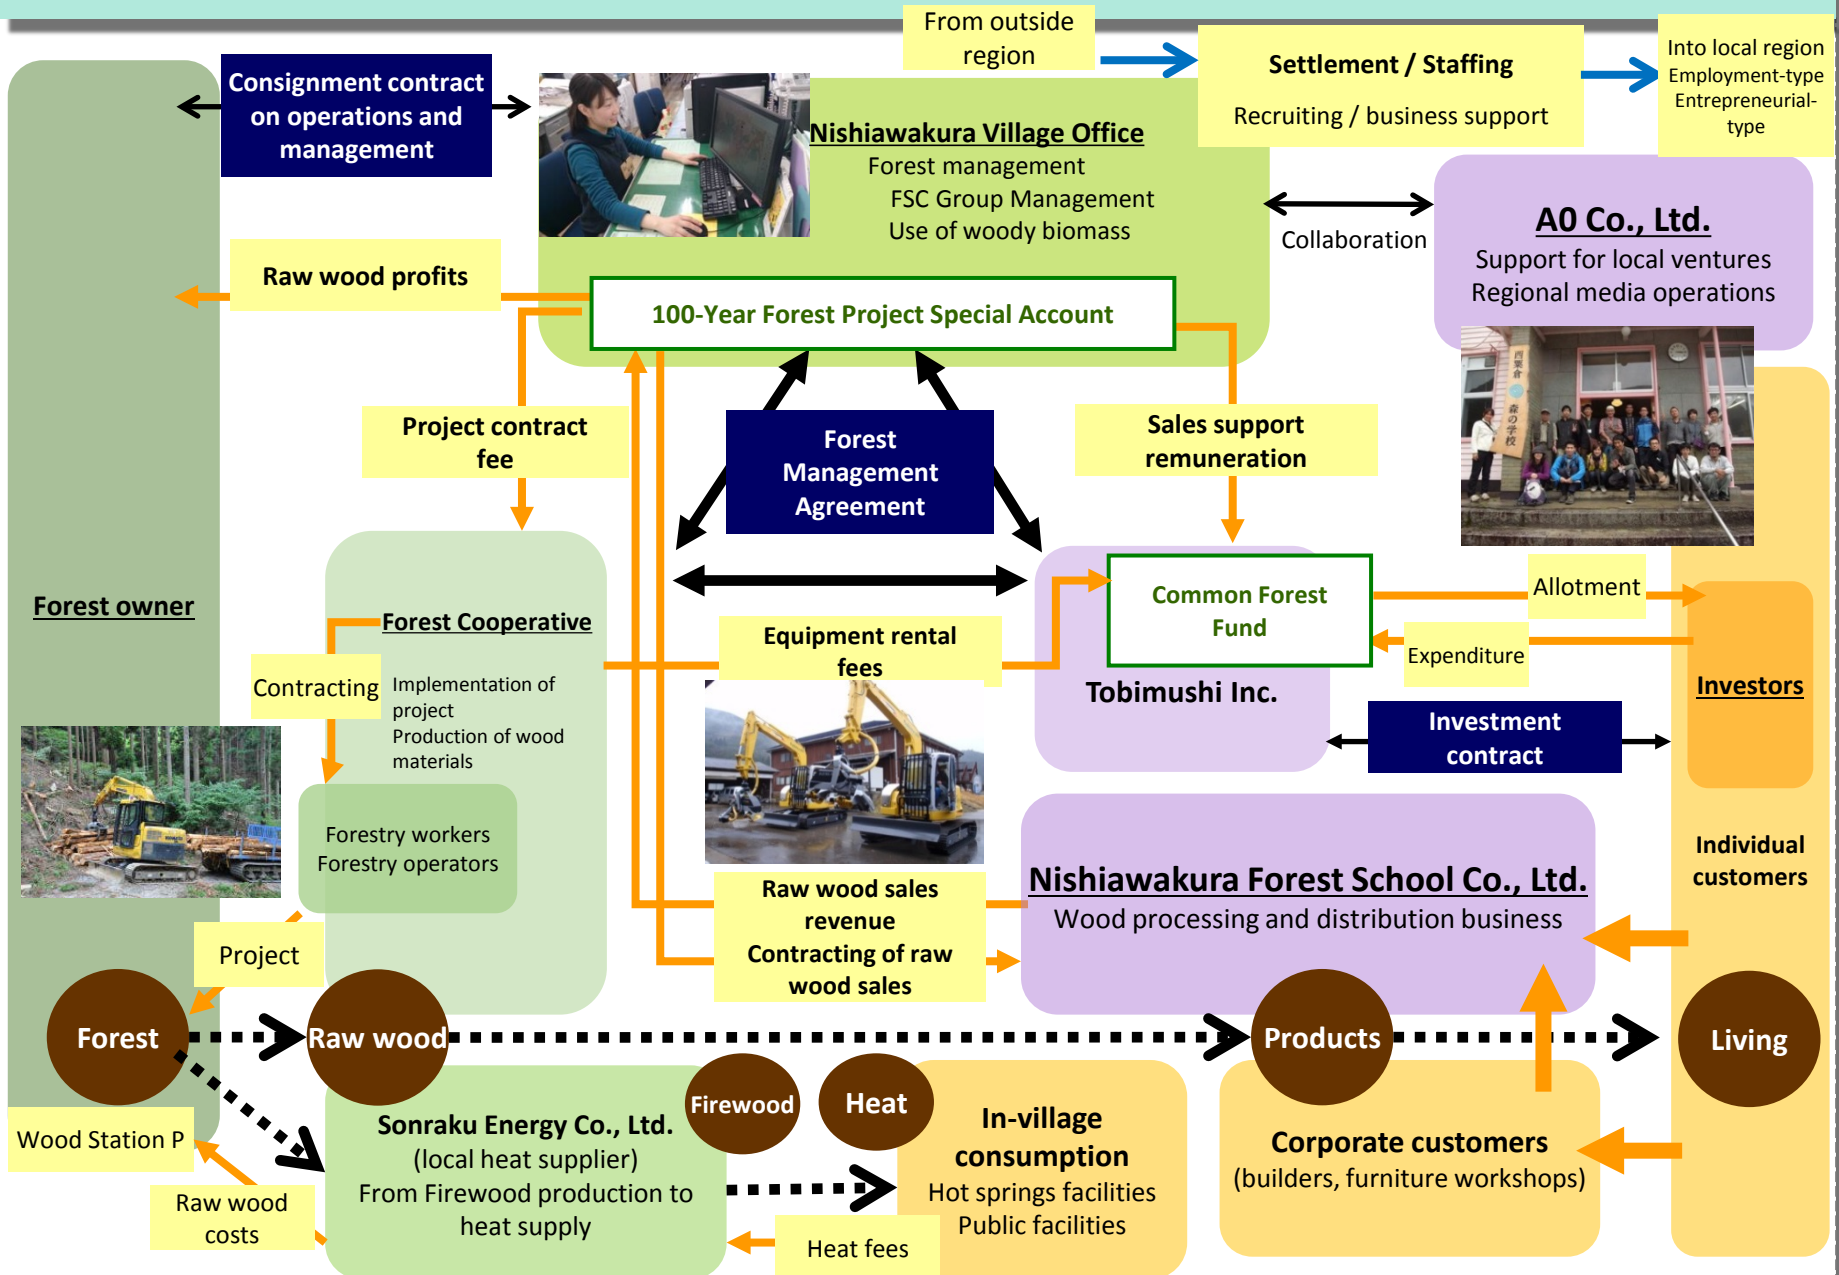 From outside
region
Settlement / Staffing
Recruiting / business support
Into local region
Employment-type
Entrepreneurial-
type
Consignment contract
on operations and
management
Nishiawakura Village Office
Forest management
FSC Group Management
Use of woody biomass
Collaboration
A0 Co., Ltd.
Support for local ventures
Regional media operations
西粟倉
森の学校
Raw wood profits
100-Year Forest Project Special Account
Project contract
fee
Forest
Management
Agreement
Sales support
remuneration
Forest owner
Forest Cooperative
Contracting
Implementation of
project
Production of wood
materials
Forestry workers
Forestry operators
Equipment rental
fees
Common Forest
Fund
Tobimushi Inc.
Allotment
Expenditure
Investors
Investment
contract
Individual
customers
Nishiawakura Forest School Co., Ltd.
Wood processing and distribution business
Raw wood sales
revenue
Contracting of raw
wood sales
Project
Forest
Raw wood
Products
Living
Firewood
Heat
Wood Station P
Raw wood
costs
Sonraku Energy Co., Ltd.
(local heat supplier)
From Firewood production to
heat supply
Heat fees
In-village
consumption
Hot springs facilities
Public facilities
Corporate customers
(builders, furniture workshops)